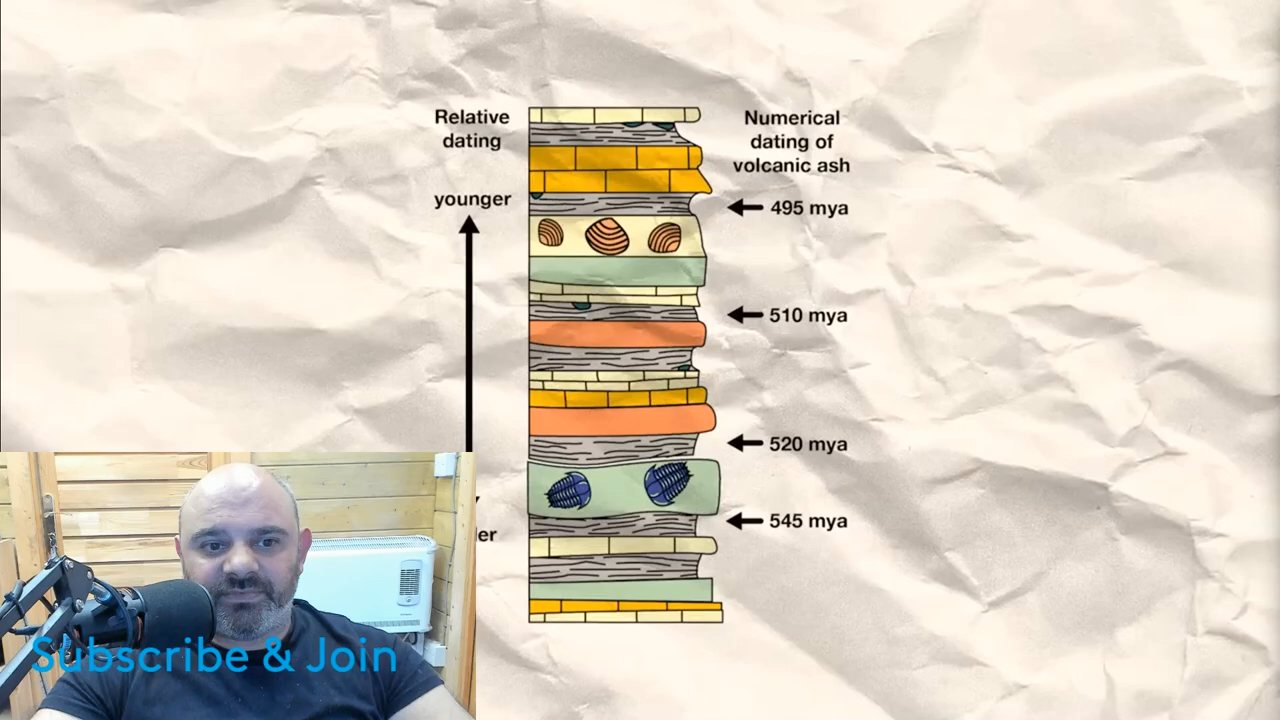 Relative
dating
younger
Numerical
dating of
volcanic ash
495 mya
510 mya
520 mya
545 mya
Subscribe & Join